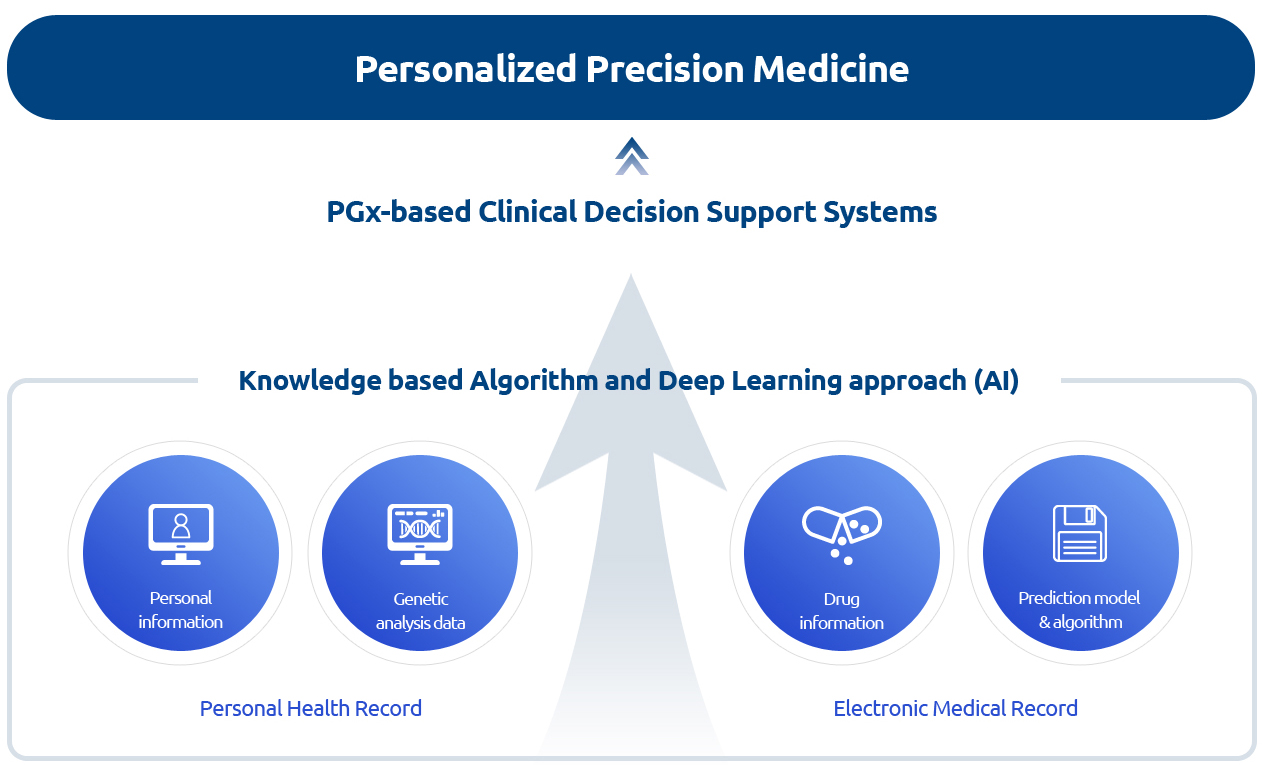 Personalized Precision Medicine
PGx-based Clinical Decision Support Systems
Knowledge based Algorithm and Deep Learning approach (AI)
Personal
information
Genetic
analysis data
Drug
information
Prediction model
& algorithm
Personal Health Record
Electronic Medical Record